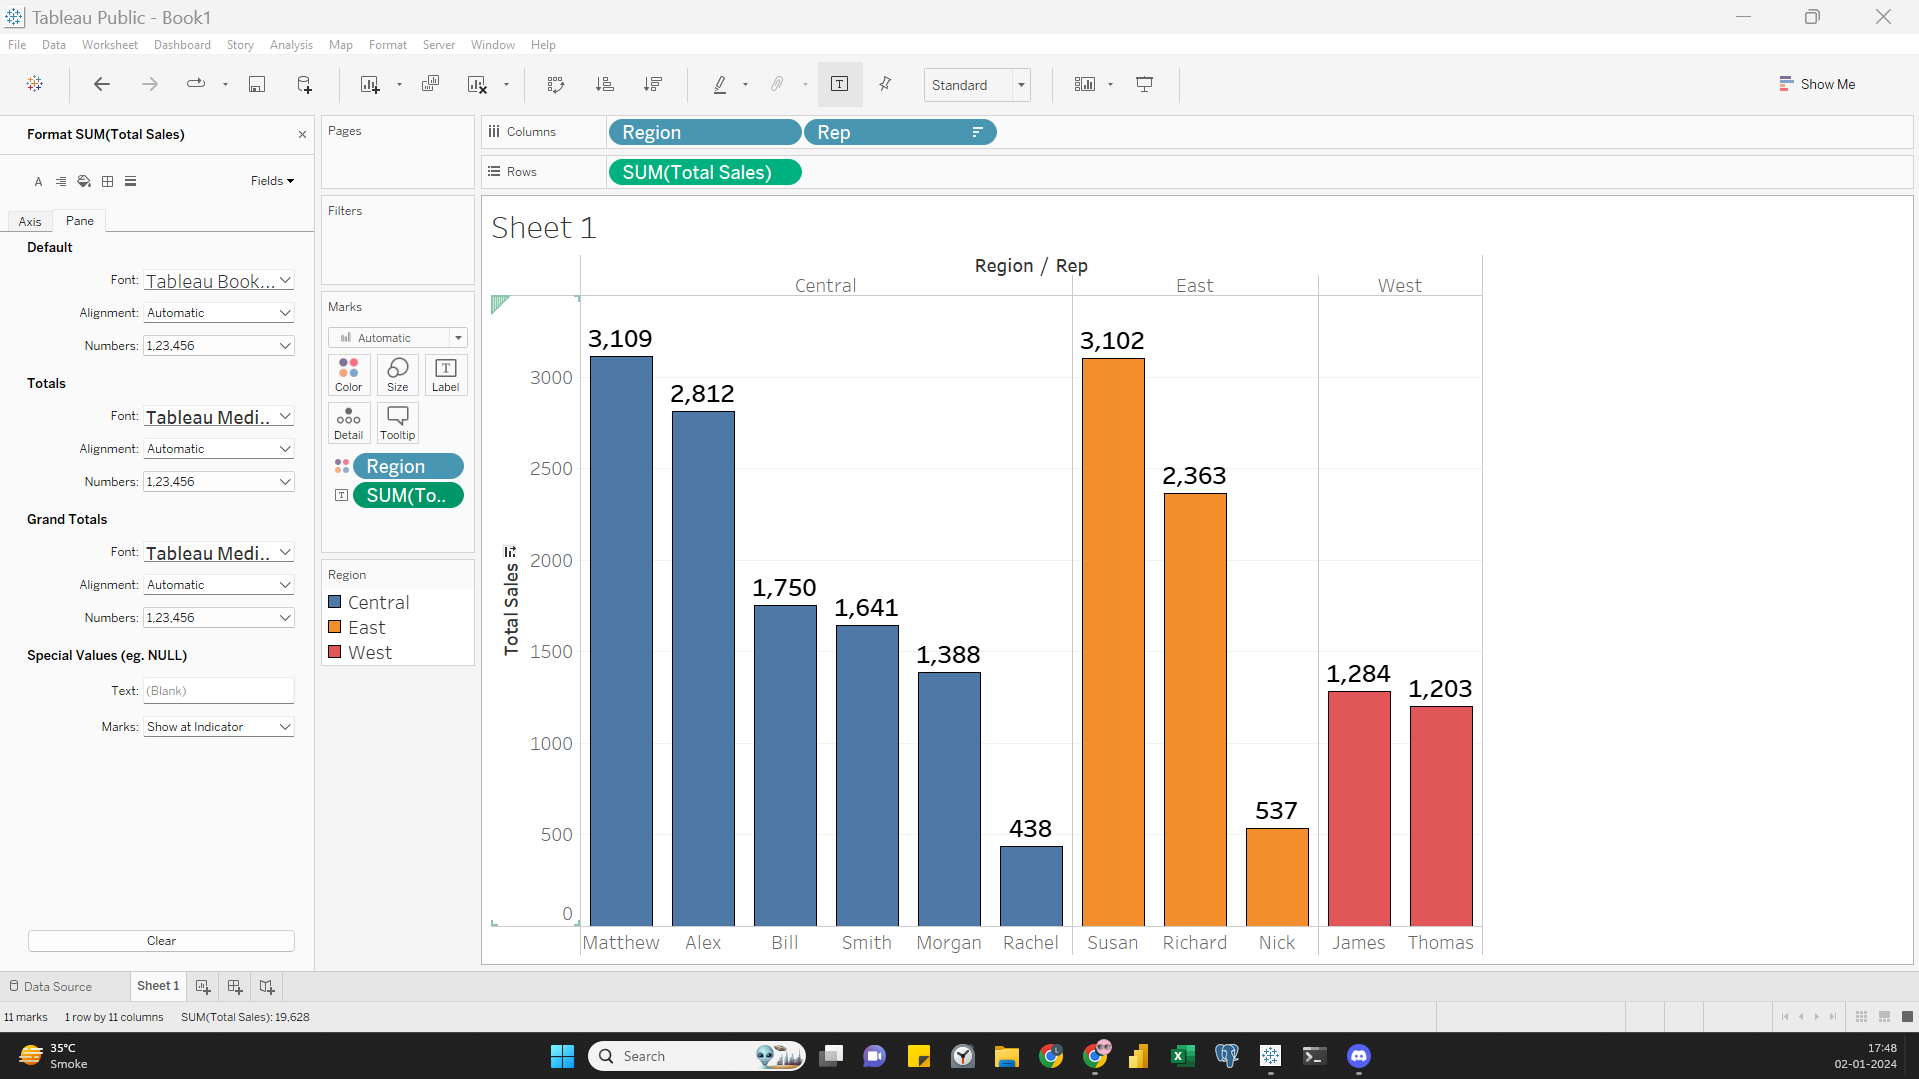 Tableau Public - Book1
File Data Worksheet Dashboard Story Analysis Map Format Server Window Help
Standard
Show Me
Format SUM(Total Sales)
Fields
Axis Pane
Default
Font: Tableau Book...
Alignment: Automatic
Numbers: 1,23,456
Totals
Font: Tableau Medi..
Alignment: Automatic
Numbers: 1,23,456
Grand Totals
Font: Tableau Medi..
Alignment: Automatic
Numbers: 1,23,456
Special Values (eg. NULL)
Text: (Blank)
Marks: Show at Indicator
Clear
Pages
Filters
Marks
Automatic
Color Size Label
Detail Tooltip
Region
SUM(To..
Region
Central
East
West
Columns Region Rep
Rows SUM(Total Sales)
Sheet 1
Region / Rep
Central East West
Total Sales
3000
2500
2000
1500
1000
500
0
3,109 2,812 1,750 1,641 1,388 438 3,102 2,363 537 1,284 1,203
Matthew Alex Bill Smith Morgan Rachel Susan Richard Nick James Thomas
Data Source Sheet 1
11 marks 1 row by 11 columns SUM(Total Sales): 19,628
35°C
Smoke
Search
17:48
02-01-2024